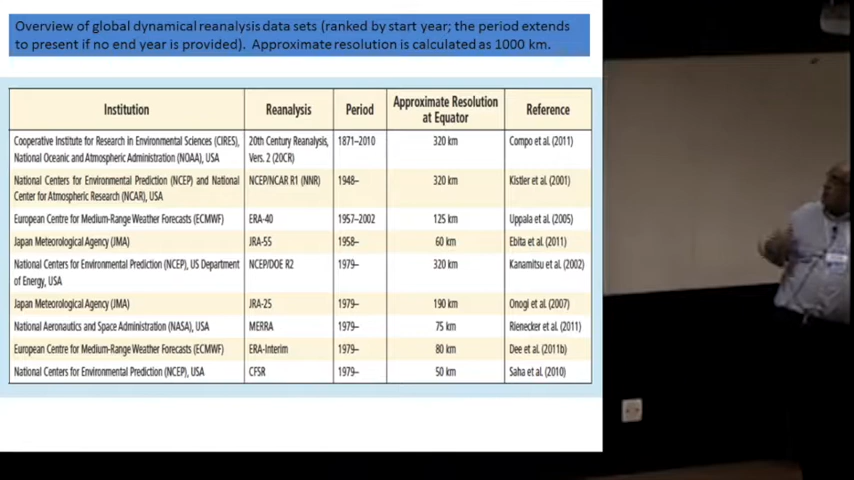 Overview of global dynamical reanalysis data sets (ranked by start year; the period extends
to present if no end year is provided). Approximate resolution is calculated as 1000 km.
Institution Reanalysis Period Approximate Resolution at Equator Reference
Cooperative Institute for Research in Environmental Sciences (CIRES), 20th Century Reanalysis, 1871–2010 320 km Compo et al. (2011)
National Oceanic and Atmospheric Administration (NOAA), USA Vers. 2 (20CR)
National Centers for Environmental Prediction (NCEP) and National NCEP/NCAR R1 (NNR) 1948– 320 km Kistler et al. (2001)
Center for Atmospheric Research (NCAR), USA
European Centre for Medium-Range Weather Forecasts (ECMWF) ERA-40 1957–2002 125 km Uppala et al. (2005)
Japan Meteorological Agency (JMA) JRA-55 1958– 60 km Ebita et al. (2011)
National Centers for Environmental Prediction (NCEP), US Department NCEP/DOE R2 1979– 320 km Kanamitsu et al. (2002)
of Energy, USA
Japan Meteorological Agency (JMA) JRA-25 1979– 190 km Onogi et al. (2007)
National Aeronautics and Space Administration (NASA), USA MERRA 1979– 75 km Rienecker et al. (2011)
European Centre for Medium-Range Weather Forecasts (ECMWF) ERA-Interim 1979– 80 km Dee et al. (2011b)
National Centers for Environmental Prediction (NCEP), USA CFSR 1979– 50 km Saha et al. (2010)